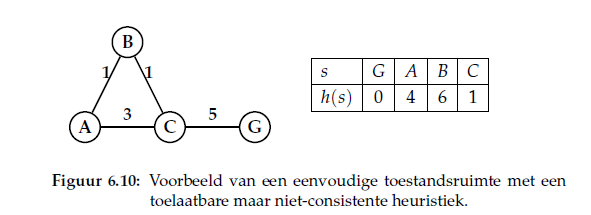 B
1 1
3 5
A C G
s G A B C
h(s) 0 4 6 1
Figuur 6.10: Voorbeeld van een eenvoudige toestandsruimte met een
toelaatbare maar niet-consistente heuristiek.